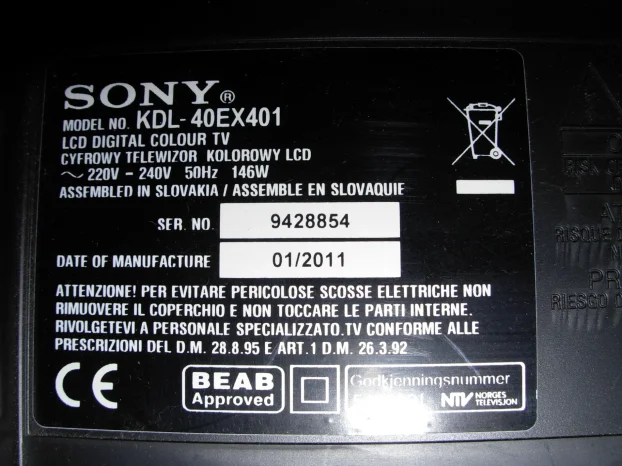 SONY®
MODEL NO. KDL-40EX401
LCD DIGITAL COLOUR TV
CYFROWY TELEWIZOR KOLOROWY LCD
~ 220V - 240V 50Hz 146W
ASSEMBLED IN SLOVAKIA / ASSEMBLE EN SLOVAQUIE
SER. NO. 9428854
DATE OF MANUFACTURE 01/2011
ATTENZIONE! PER EVITARE PERICOLOSE SCOSSE ELETTRICHE NON
RIMUOVERE IL COPERCHIO E NON TOCCARE LE PARTI INTERNE.
RIVOLGETEVI A PERSONALE SPECIALIZZATO.TV CONFORME ALLE
PRESCRIZIONI DEL D.M. 28.8.95 E ART.1 D.M. 26.3.92
CE
BEAB
Approved
Godkjenningsnummer
NTV NORGES
TELEVISJON
RISQUE
RIESGO